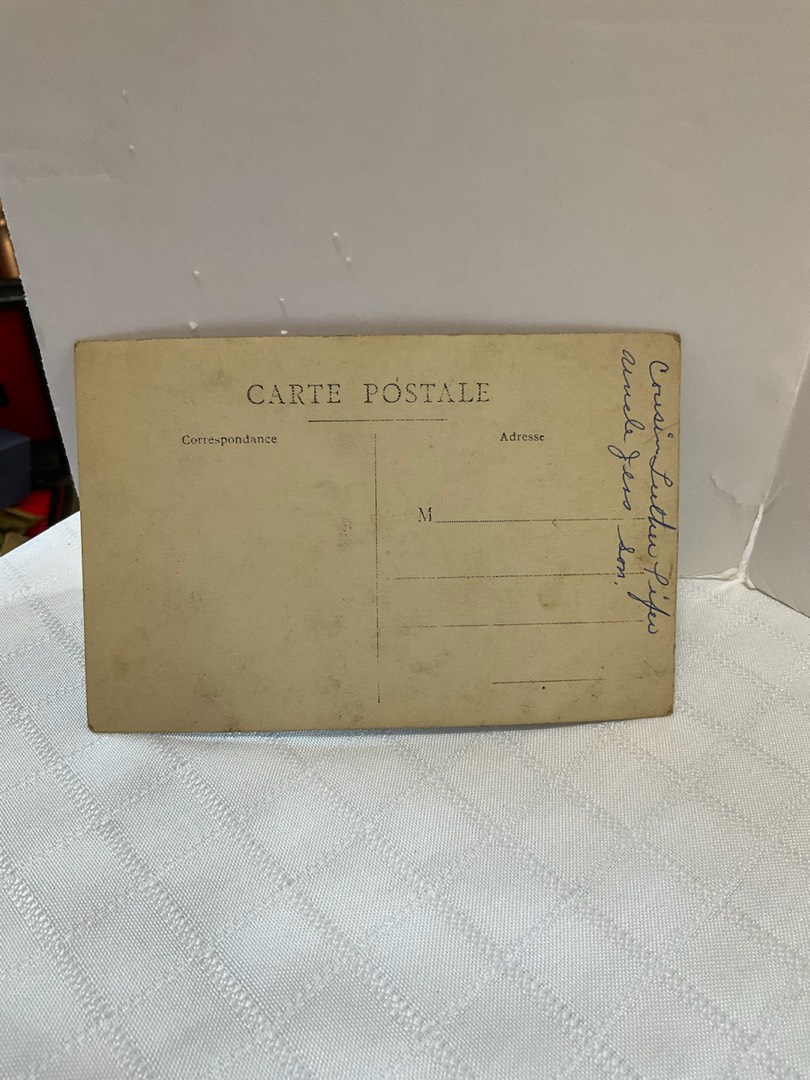 CARTE POSTALE
Correspondance
Adresse
M
Cousin Luther Pifer
uncle Jess son.